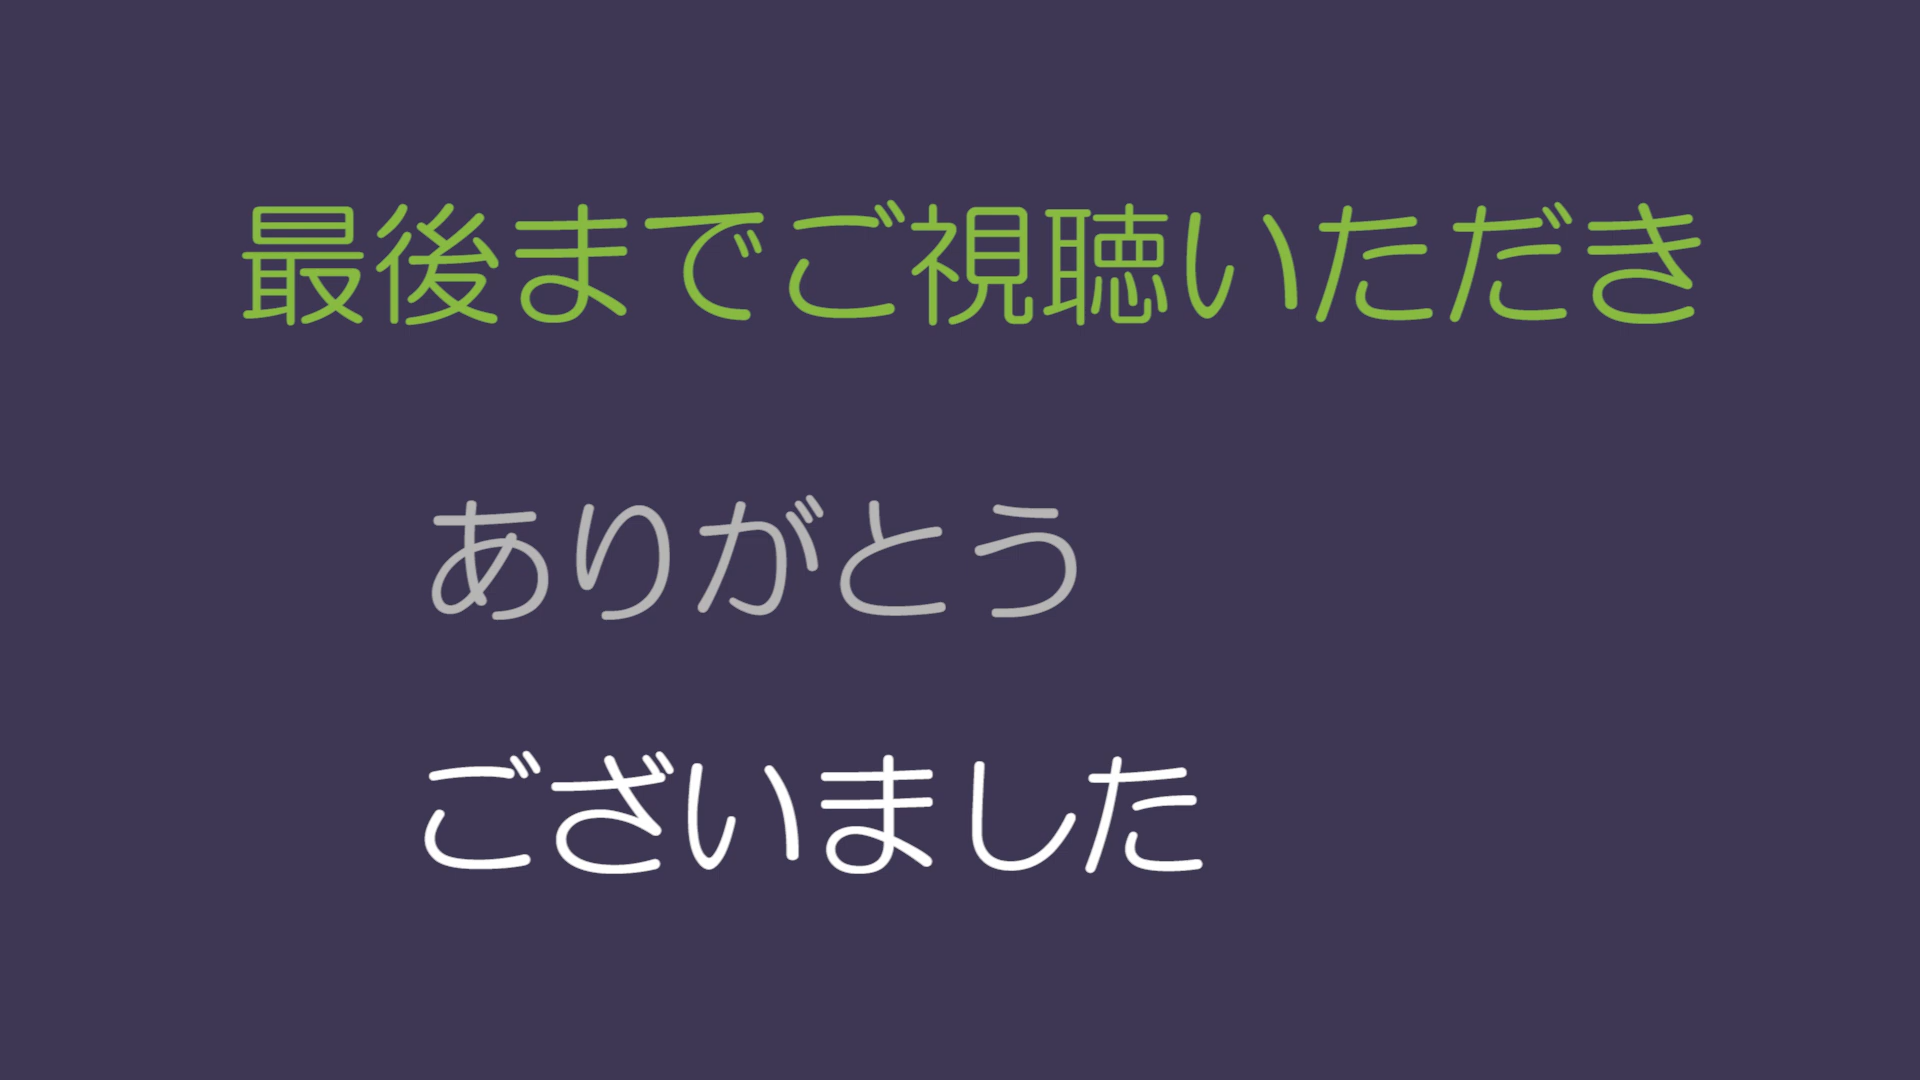 最後までご視聴いただき
ありがとう
ございました